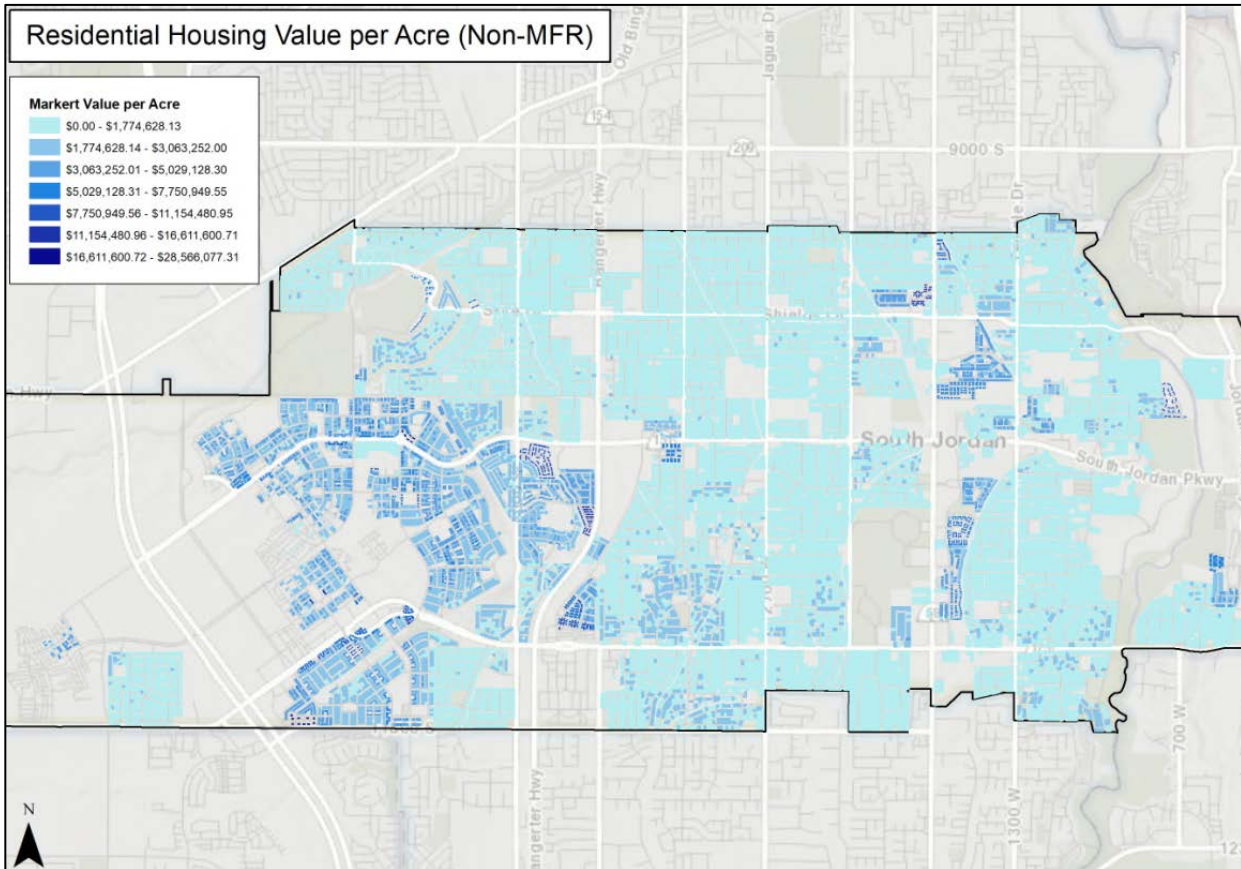 Residential Housing Value per Acre (Non-MFR)
Markert Value per Acre
$0.00 - $1,774,628.13
$1,774,628.14 - $3,063,252.00
$3,063,252.01 - $5,029,128.30
$5,029,128.31 - $7,750,949.55
$7,750,949.56 - $11,154,480.95
$11,154,480.96 - $16,611,600.71
$16,611,600.72 - $28,566,077.31
Old Bing
Jaguar Dr
154
209
9000 S
Bangerter Hwy
Hwy
South Jordan
South Jordan Pkwy
700 W
1300 W
angerter Hwy
N